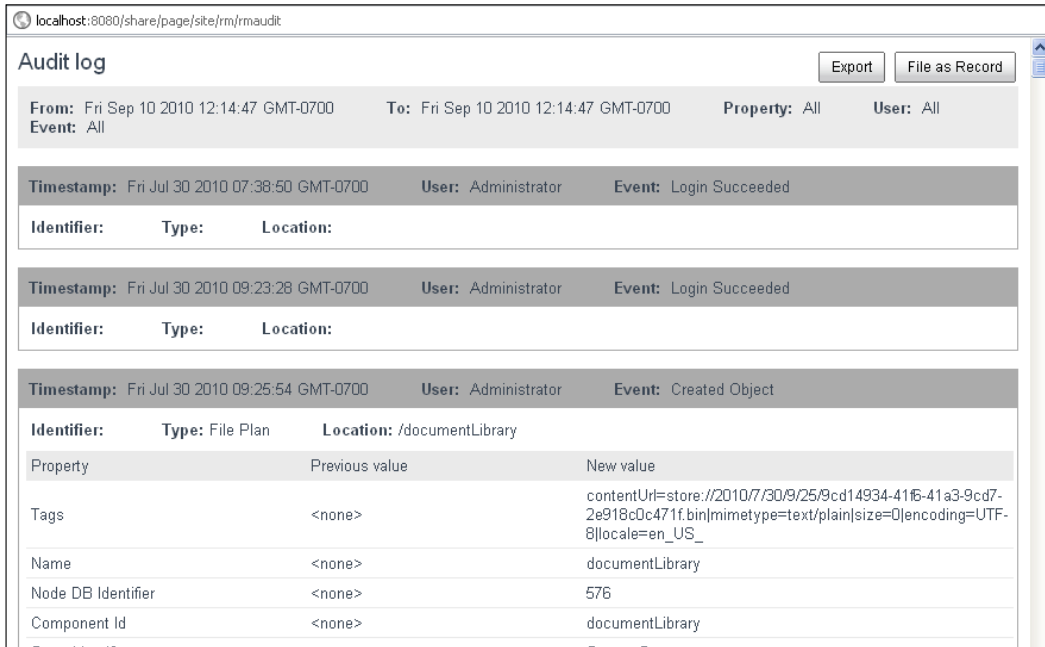 localhost:8080/share/page/site/rm/rmaudit
Audit log
Export
File as Record
From: Fri Sep 10 2010 12:14:47 GMT-0700 To: Fri Sep 10 2010 12:14:47 GMT-0700 Property: All User: All
Event: All
Timestamp: Fri Jul 30 2010 07:38:50 GMT-0700 User: Administrator Event: Login Succeeded
Identifier: Type: Location:
Timestamp: Fri Jul 30 2010 09:23:28 GMT-0700 User: Administrator Event: Login Succeeded
Identifier: Type: Location:
Timestamp: Fri Jul 30 2010 09:25:54 GMT-0700 User: Administrator Event: Created Object
Identifier: Type: File Plan Location: /documentLibrary
Property Previous value New value
contentUrl=store://2010/7/30/9/25/9cd14934-41f6-41a3-9cd7-
Tags <none> 2e918c0c471f.bin|mimetype=text/plain|size=0|encoding=UTF-
8|locale=en_US_
Name <none> documentLibrary
Node DB Identifier <none> 576
Component Id <none> documentLibrary